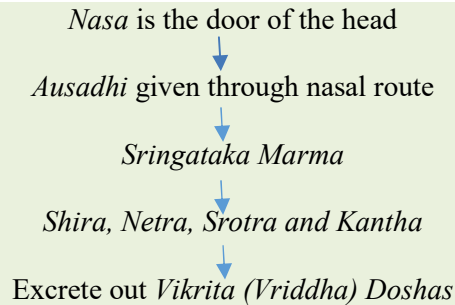 Nasa is the door of the head
Ausadhi given through nasal route
Sringataka Marma
Shira, Netra, Srotra and Kantha
Excrete out Vikrita (Vriddha) Doshas